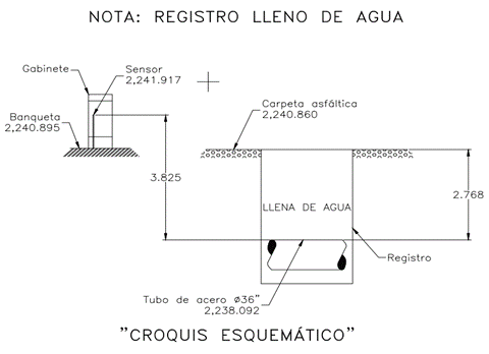 NOTA: REGISTRO LLENO DE AGUA
Gabinete
Sensor
2,241.917
Banqueta
2,240.895
Carpeta asfáltica
2,240.860
3.825
2.768
LLENA DE AGUA
Registro
Tubo de acero Ø36"
2,238.092
"CROQUIS ESQUEMÁTICO"